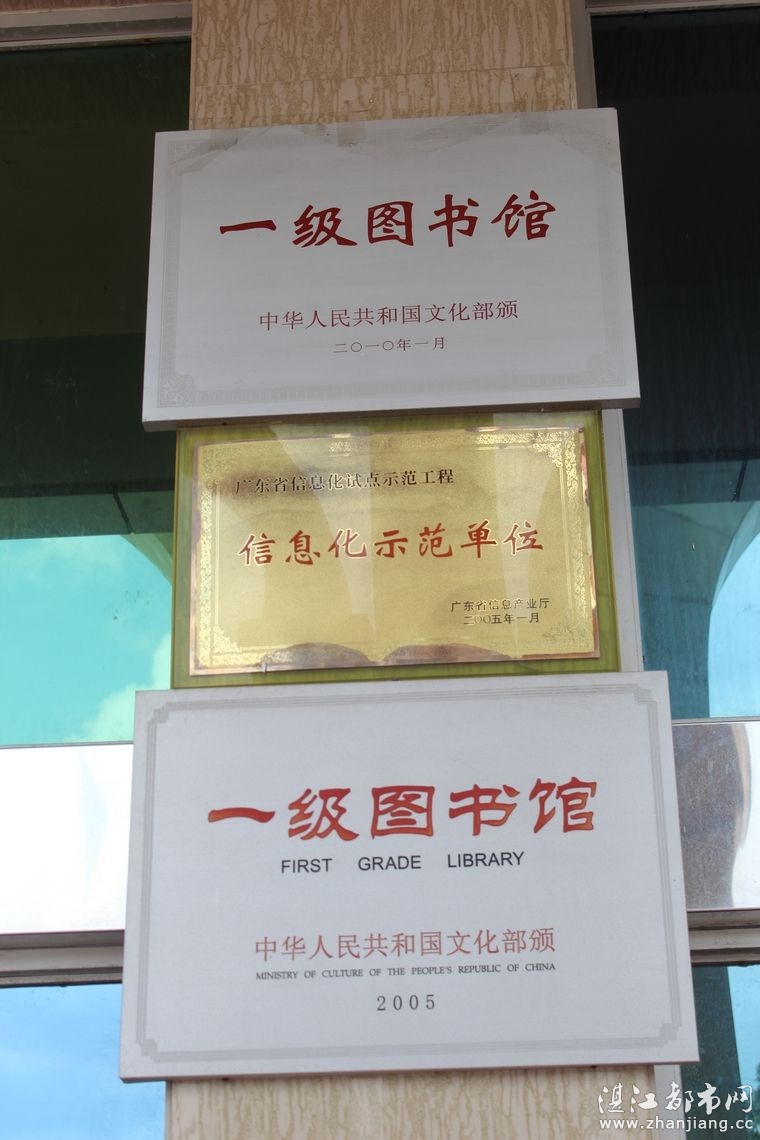 一级图书馆
中华人民共和国文化部颁
二〇一〇年一月
广东省信息化试点示范工程
信息化示范单位
广东省信息产业厅
二〇〇五年一月
一级图书馆
FIRST GRADE LIBRARY
中华人民共和国文化部颁
MINISTRY OF CULTURE OF THE PEOPLE'S REPUBLIC OF CHINA
2005
湛江都市网
www.zhanjiang.cc